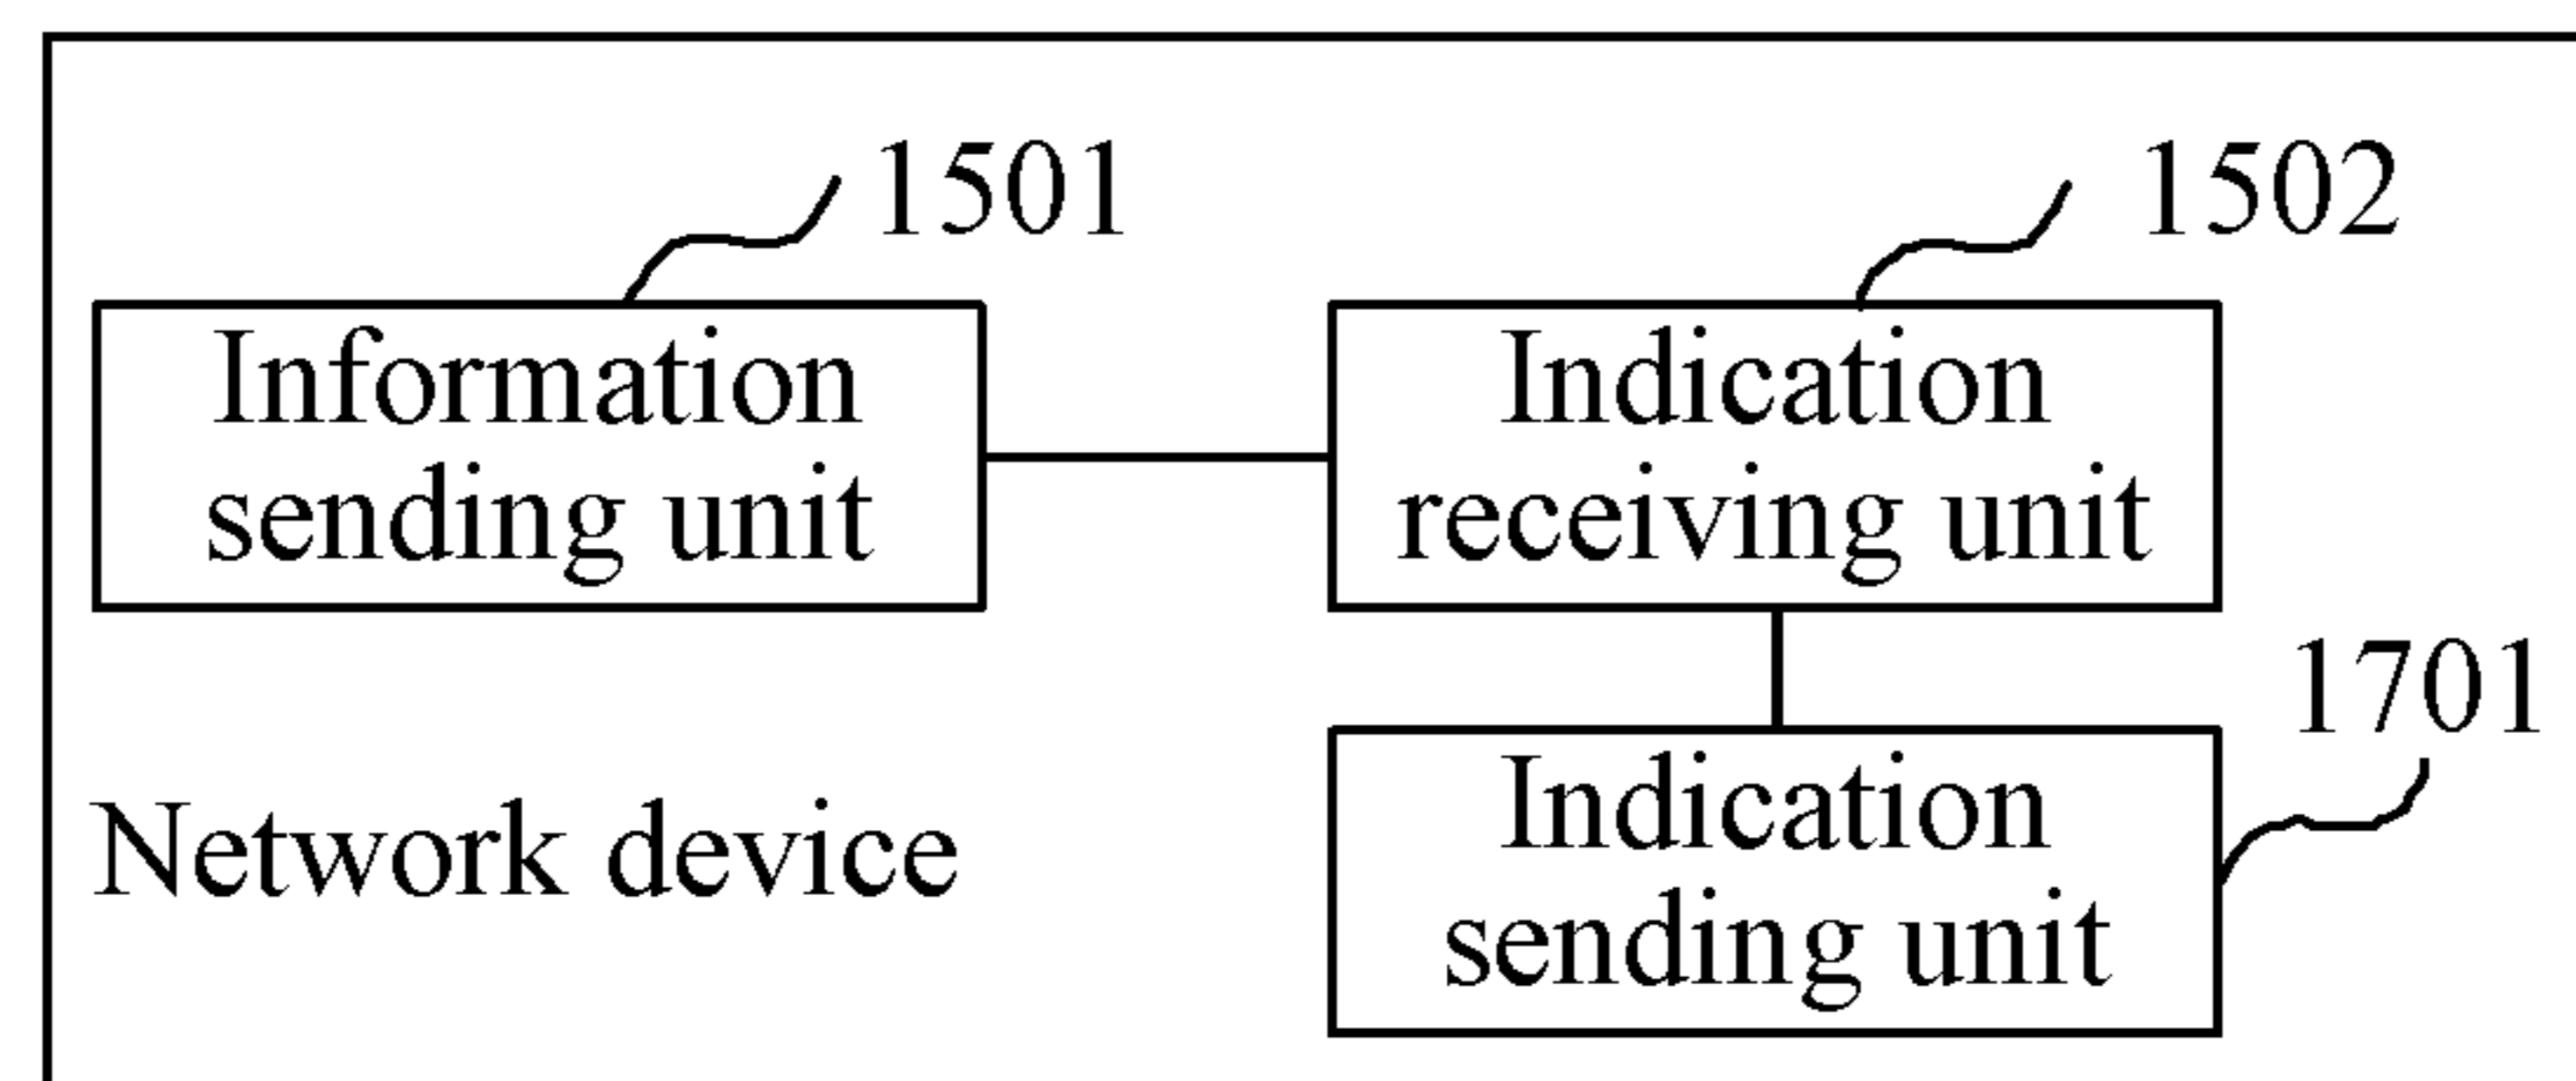 1501
1502
Information
sending unit
Indication
receiving unit
1701
Network device
Indication
sending unit